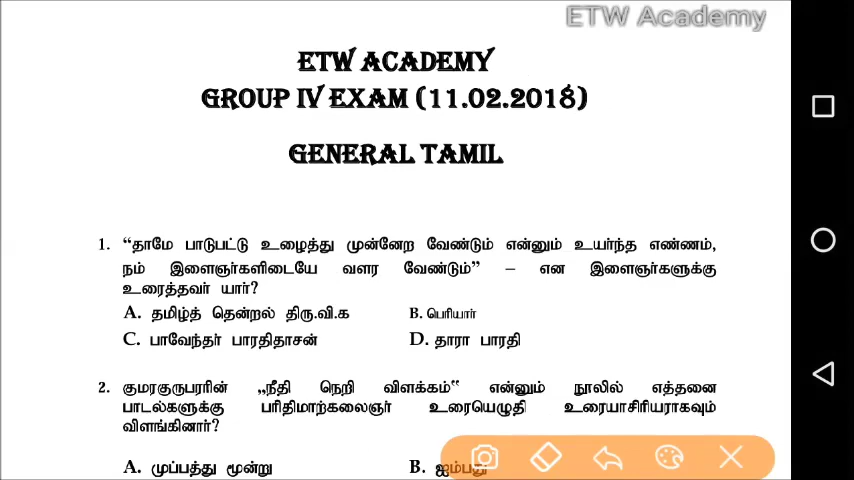 ETW Academy
ETW ACADEMY
GROUP IV EXAM (11.02.2018)
GENERAL TAMIL
1. “தாமே பாடுபட்டு உழைத்து முன்னேற வேண்டும் என்னும் உயர்ந்த எண்ணம்,
நம் இளைஞர்களிடையே வளர வேண்டும்” – என இளைஞர்களுக்கு
உரைத்தவர் யார்?
A. தமிழ்த் தென்றல் திரு.வி.க B. பெரியார்
C. பாவேந்தர் பாரதிதாசன் D. தாரா பாரதி
2. குமரகுருபரரின் „நீதி நெறி விளக்கம்‟ என்னும் நூலில் எத்தனை
பாடல்களுக்கு பரிதிமாற்கலைஞர் உரையெழுதி உரையாசிரியராகவும்
விளங்கினார்?
A. முப்பத்து மூன்று B. ஐம்பது